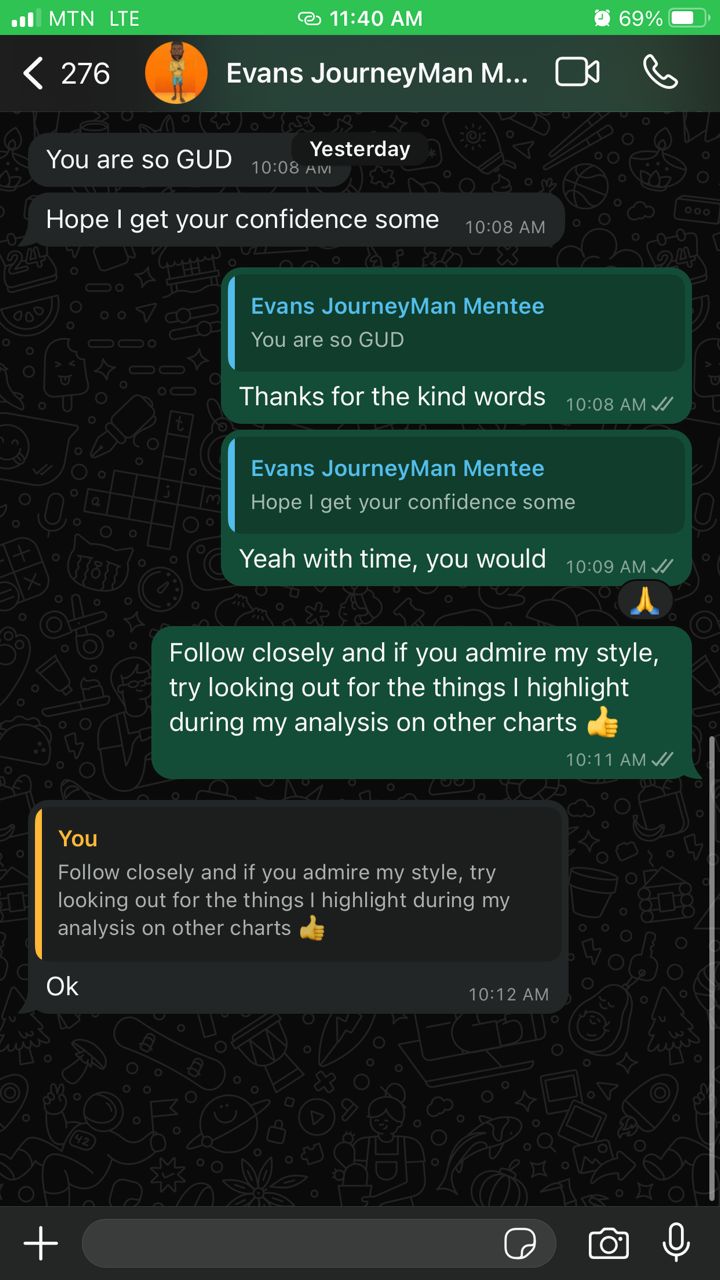 MTN LTE 11:40 AM 69%
276 Evans JourneyMan M...
Yesterday
You are so GUD 10:08 AM
Hope I get your confidence some 10:08 AM
Evans JourneyMan Mentee
You are so GUD
Thanks for the kind words 10:08 AM
Evans JourneyMan Mentee
Hope I get your confidence some
Yeah with time, you would 10:09 AM
🙏
Follow closely and if you admire my style,
try looking out for the things I highlight
during my analysis on other charts 👍
10:11 AM
You
Follow closely and if you admire my style, try
looking out for the things I highlight during my
analysis on other charts 👍
Ok 10:12 AM